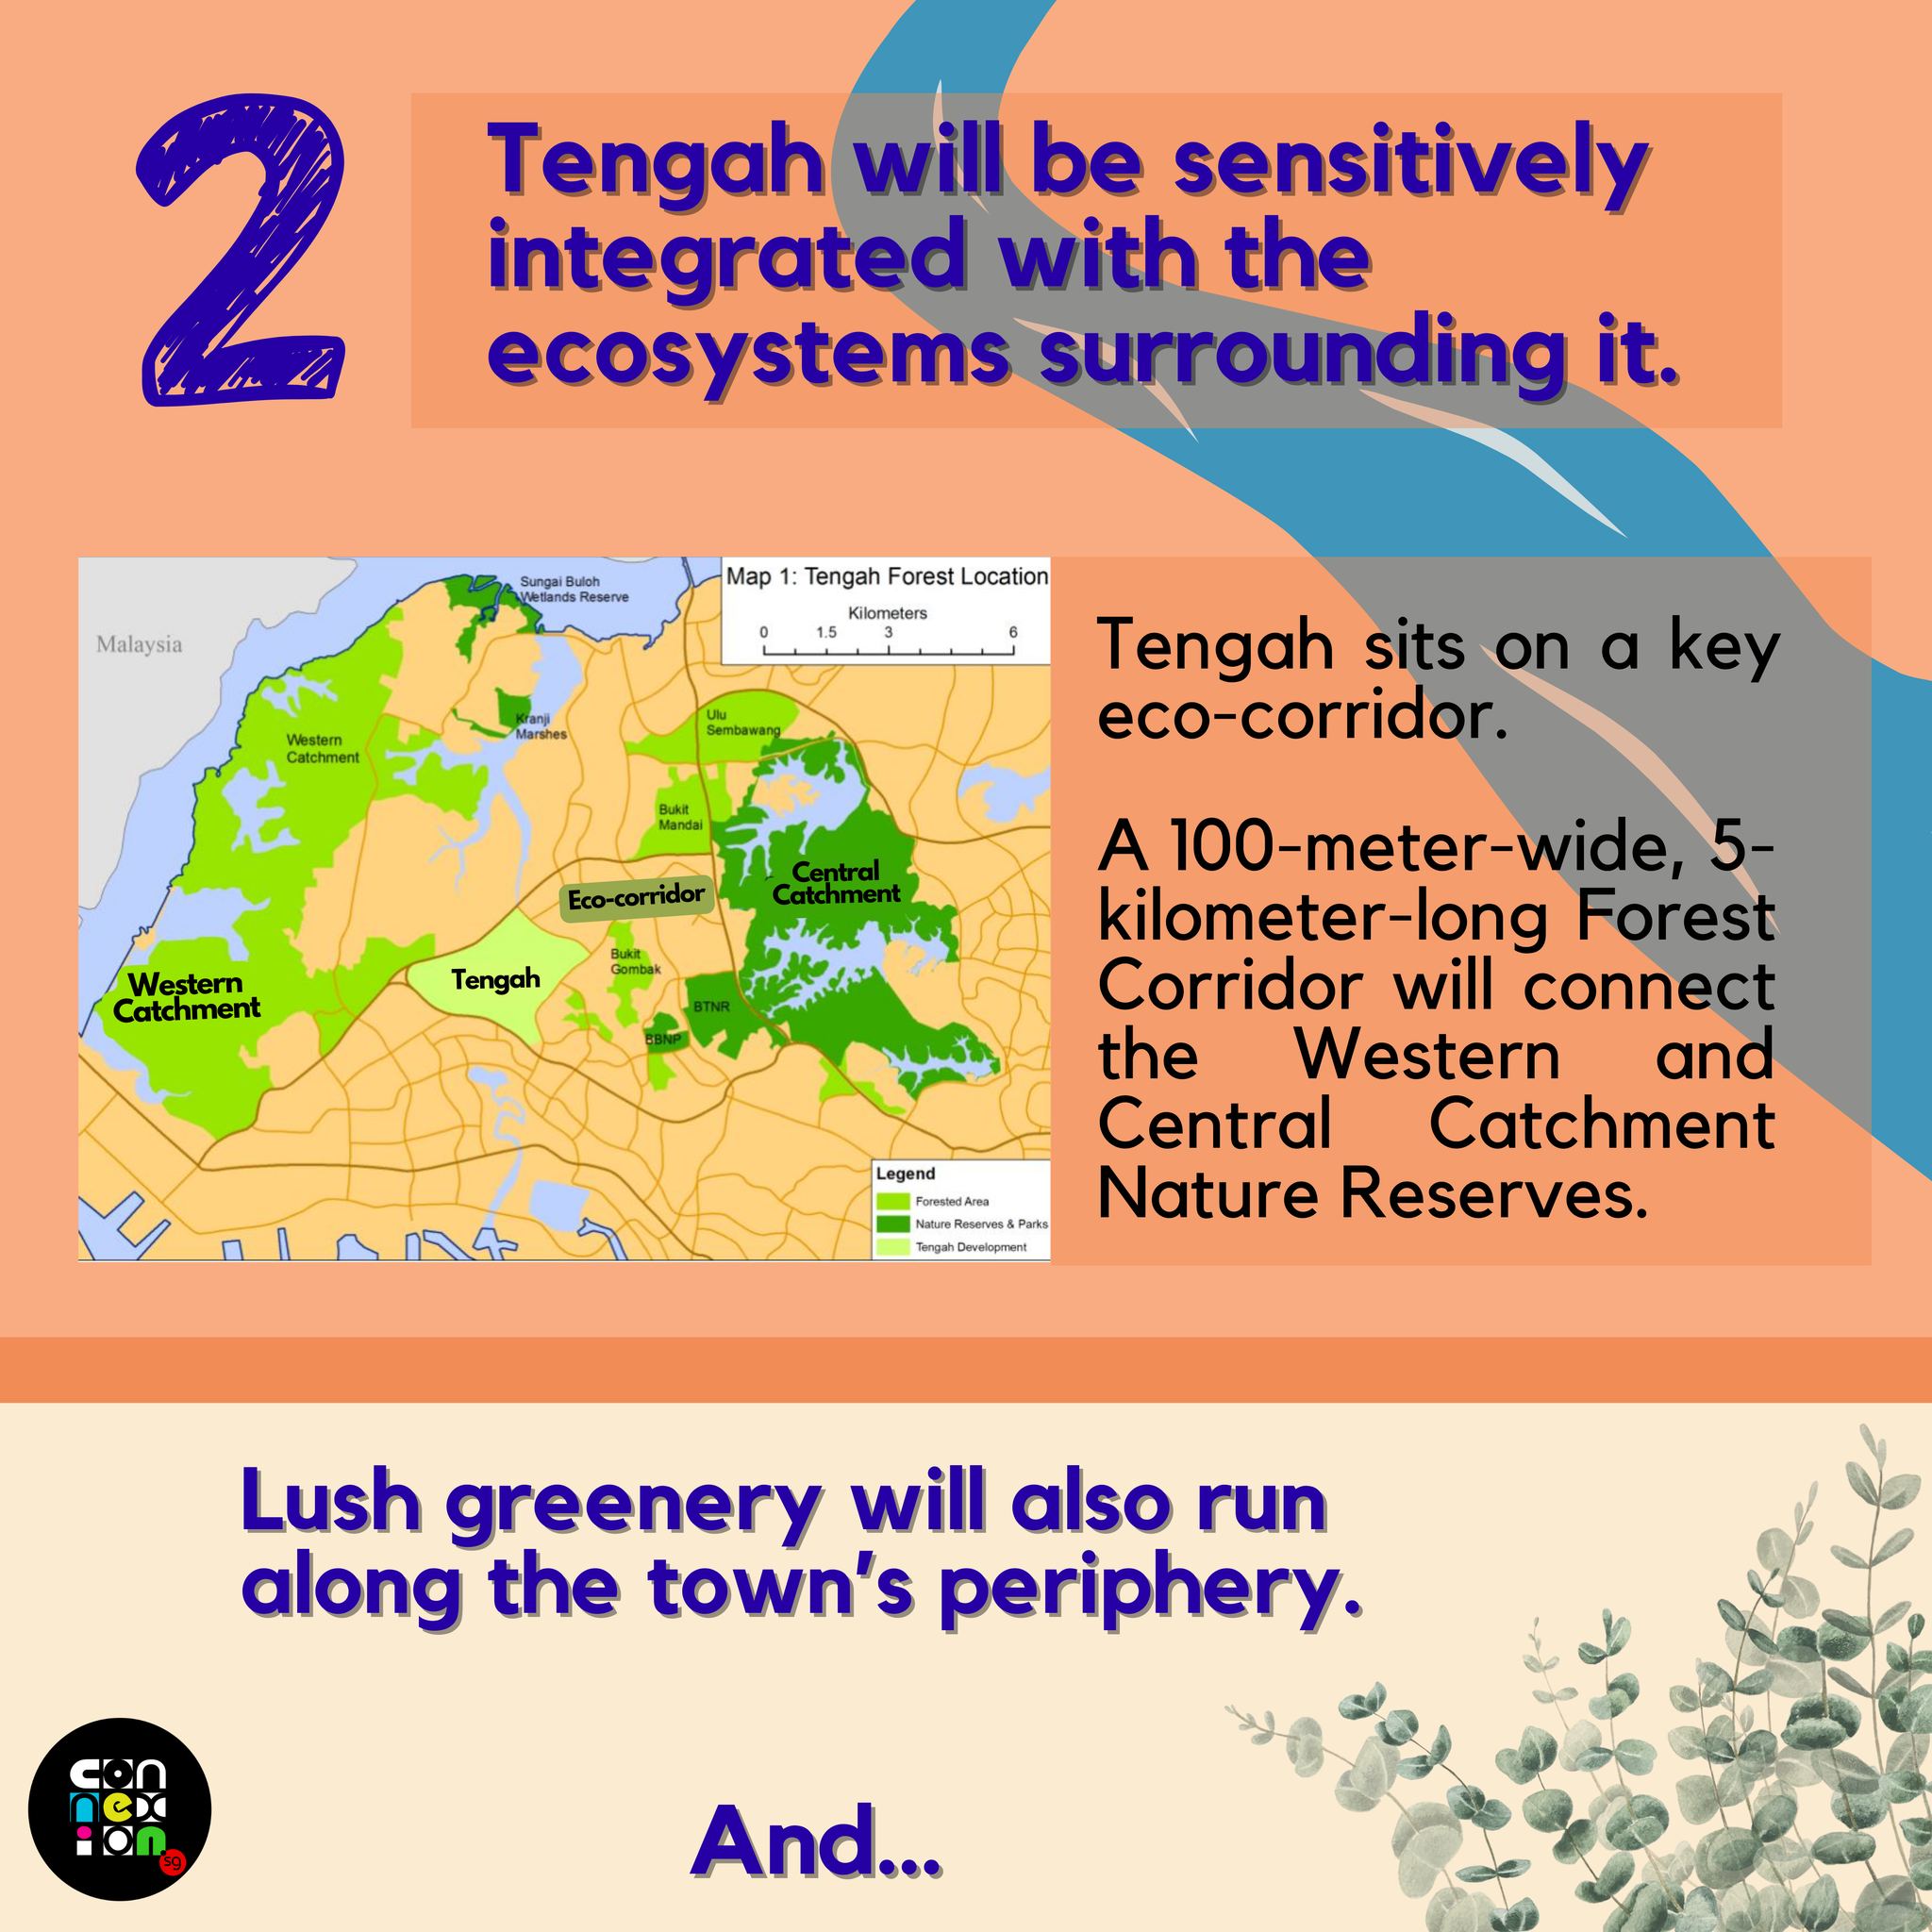 2
Tengah will be sensitively
integrated with the
ecosystems surrounding it.
Map 1: Tengah Forest Location
Kilometers
0 1.5 3 6
Malaysia
Sungai Buloh
Wetlands Reserve
Kranji
Marshes
Western
Catchment
Ulu
Sembawang
Bukit
Mandai
Central
Catchment
Eco-corridor
Western
Catchment
Tengah
Bukit
Gombak
BTNR
BBNP
Legend
Forested Area
Nature Reserves & Parks
Tengah Development
Tengah sits on a key
eco-corridor.
A 100-meter-wide, 5-
kilometer-long Forest
Corridor will connect
the Western and
Central Catchment
Nature Reserves.
Lush greenery will also run
along the town's periphery.
And...
con
nex
ion
sg